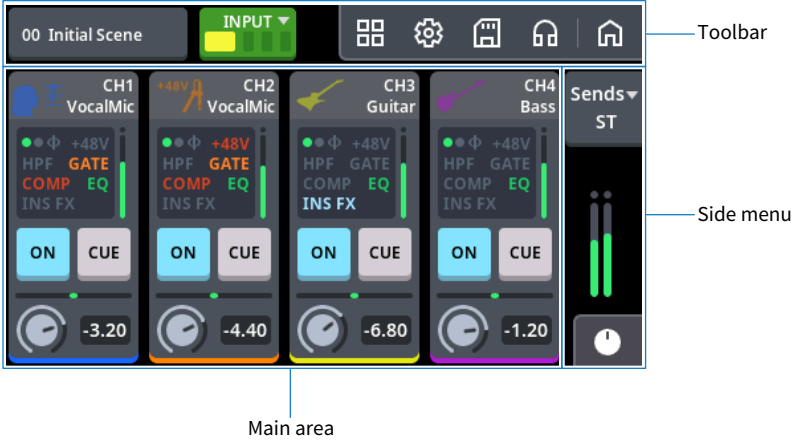 00 Initial Scene
INPUT
Toolbar
CH1
VocalMic
+48V
CH2
VocalMic
CH3
Guitar
CH4
Bass
Sends
ST
Φ +48V
HPF GATE
COMP EQ
INS FX
Φ +48V
HPF GATE
COMP EQ
INS FX
Φ +48V
HPF GATE
COMP EQ
INS FX
Φ +48V
HPF GATE
COMP EQ
INS FX
Side menu
ON CUE
ON CUE
ON CUE
ON CUE
-3.20
-4.40
-6.80
-1.20
Main area